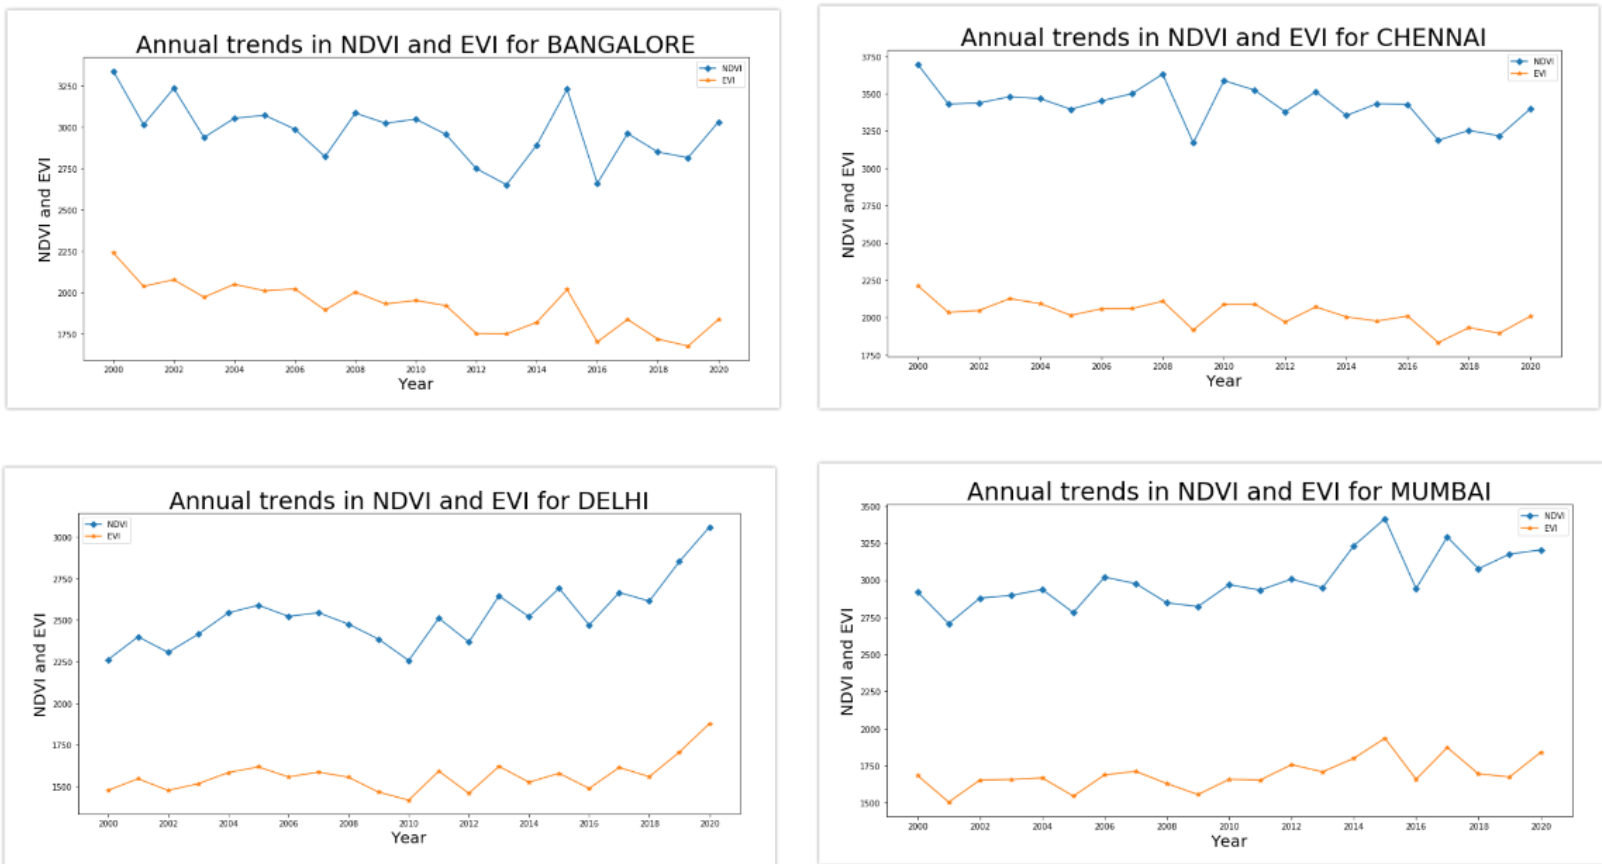 Annual trends in NDVI and EVI for BANGALORE
NDVI
EVI
3250
3000
2750
2500
2250
2000
1750
NDVI and EVI
2000 2002 2004 2006 2008 2010 2012 2014 2016 2018 2020
Year
Annual trends in NDVI and EVI for CHENNAI
NDVI
EVI
3750
3500
3250
3000
2750
2500
2250
2000
1750
NDVI and EVI
2000 2002 2004 2006 2008 2010 2012 2014 2016 2018 2020
Year
Annual trends in NDVI and EVI for DELHI
NDVI
EVI
3000
2750
2500
2250
2000
1750
1500
NDVI and EVI
2000 2002 2004 2006 2008 2010 2012 2014 2016 2018 2020
Year
Annual trends in NDVI and EVI for MUMBAI
NDVI
EVI
3500
3250
3000
2750
2500
2250
2000
1750
1500
NDVI and EVI
2000 2002 2004 2006 2008 2010 2012 2014 2016 2018 2020
Year